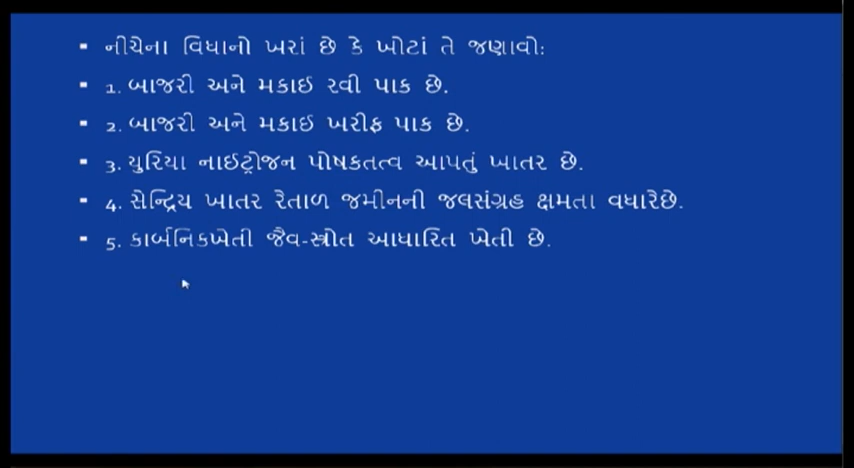 ▪ નીચેના વિધાનો ખરાં છે કે ખોટાં તે જણાવો:
▪ 1. બાજરી અને મકાઈ રવી પાક છે.
▪ 2. બાજરી અને મકાઈ ખરીફ પાક છે.
▪ 3. યુરિયા નાઈટ્રોજન પોષકતત્વ આપતું ખાતર છે.
▪ 4. સેન્દ્રિય ખાતર રેતાળ જમીનની જલસંગ્રહ ક્ષમતા વધારેછે.
▪ 5. કાર્બનિકખેતી જૈવ-સ્ત્રોત આધારિત ખેતી છે.